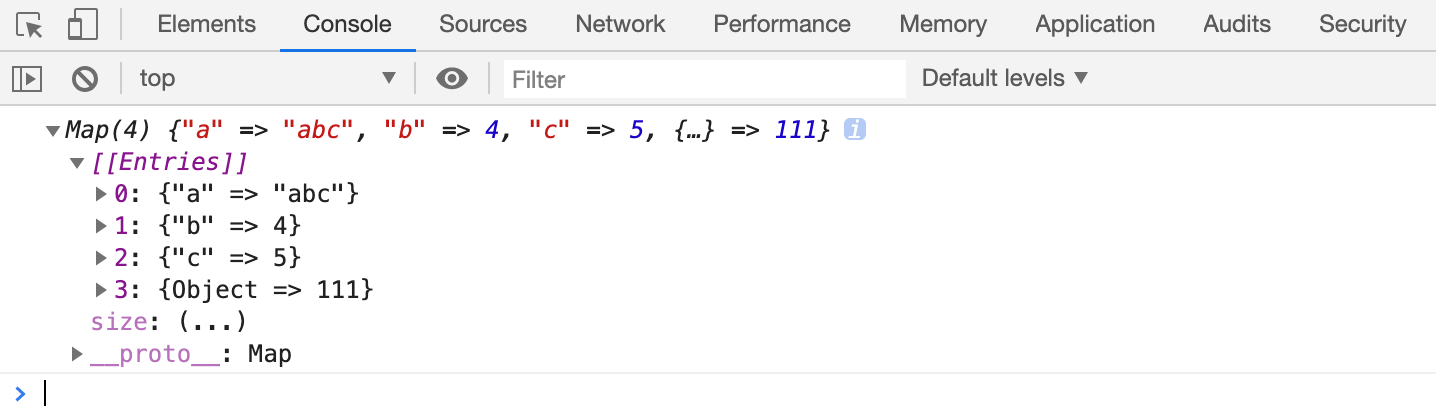 Elements Console Sources Network Performance Memory Application Audits Security
top ▼ Filter Default levels ▼
▼Map(4) {"a" => "abc", "b" => 4, "c" => 5, {…} => 111} i
▼[[Entries]]
▶0: {"a" => "abc"}
▶1: {"b" => 4}
▶2: {"c" => 5}
▶3: {Object => 111}
size: (...)
▶__proto__: Map
>